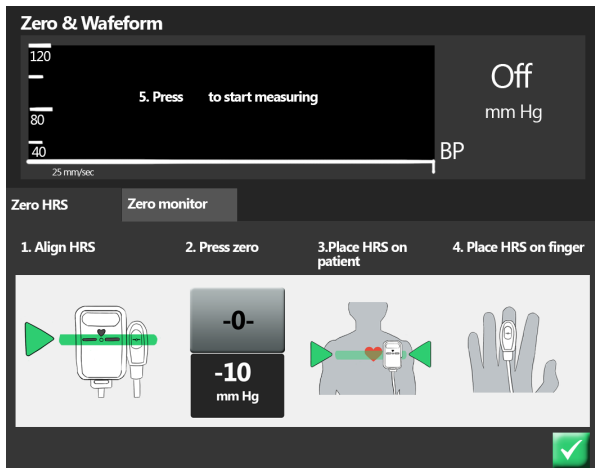 Zero & Wafeform
120
80
40
5. Press to start measuring
Off
mm Hg
BP
25 mm/sec
Zero HRS
Zero monitor
1. Align HRS
2. Press zero
3.Place HRS on
patient
4. Place HRS on finger
-0-
-10
mm Hg